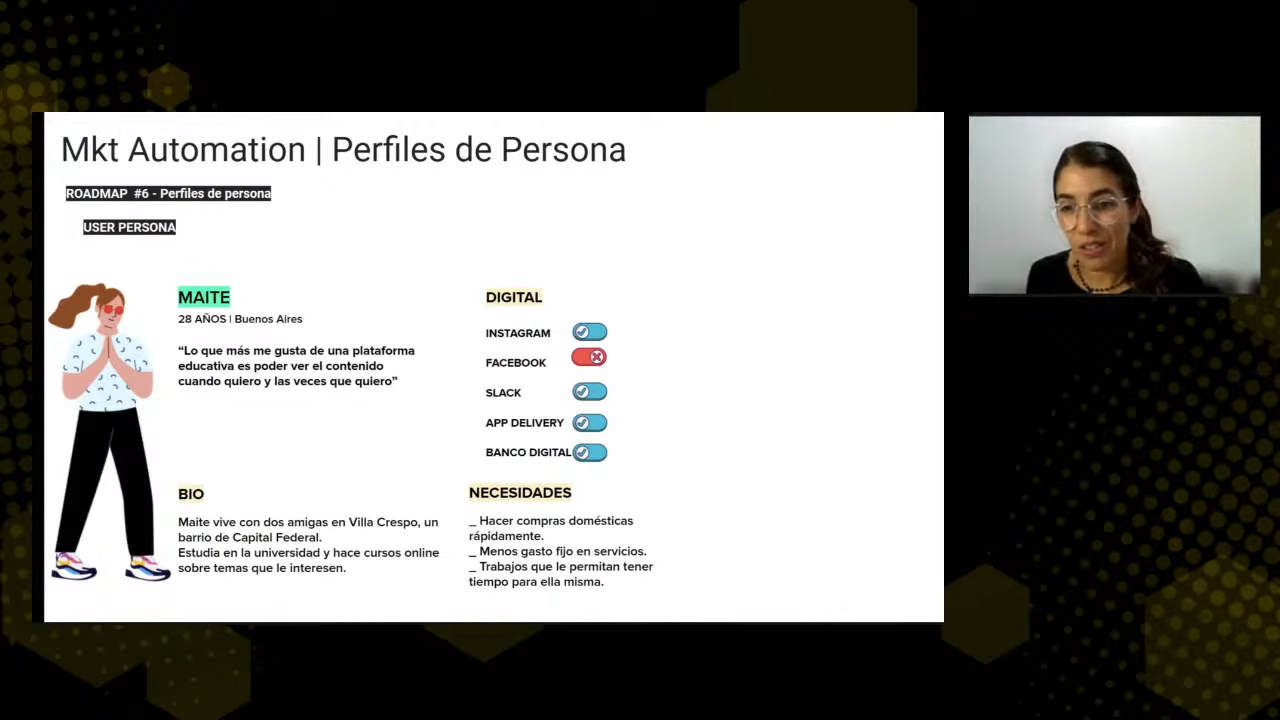 Mkt Automation | Perfiles de Persona
ROADMAP #6 - Perfiles de persona
USER PERSONA
MAITE
28 AÑOS | Buenos Aires
“Lo que más me gusta de una plataforma
educativa es poder ver el contenido
cuando quiero y las veces que quiero”
DIGITAL
INSTAGRAM
FACEBOOK
SLACK
APP DELIVERY
BANCO DIGITAL
BIO
Maite vive con dos amigas en Villa Crespo, un
barrio de Capital Federal.
Estudia en la universidad y hace cursos online
sobre temas que le interesen.
NECESIDADES
_ Hacer compras domésticas
rápidamente.
_ Menos gasto fijo en servicios.
_ Trabajos que le permitan tener
tiempo para ella misma.